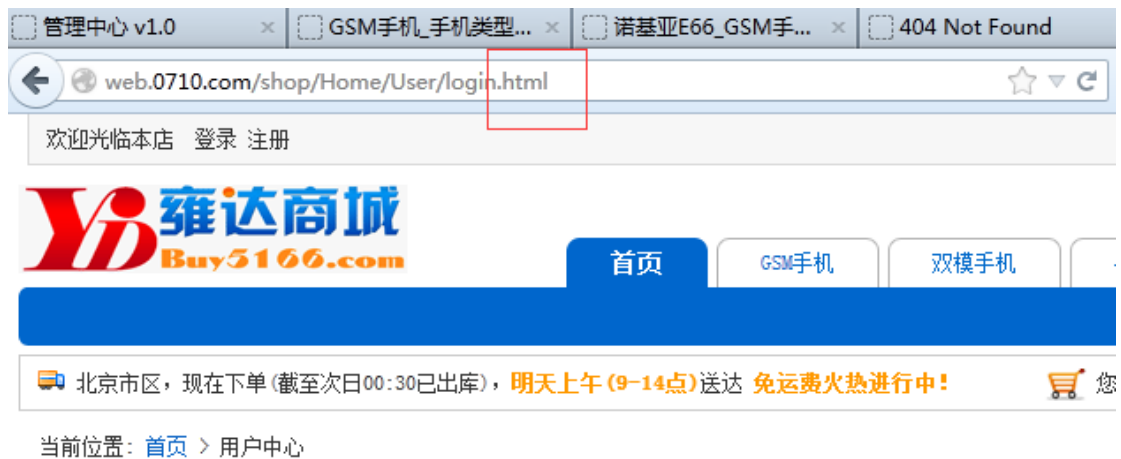 管理中心 v1.0 GSM手机_手机类型... 诺基亚E66_GSM手... 404 Not Found
web.0710.com/shop/Home/User/login.html
欢迎光临本店 登录 注册
YD 雍达商城
Buy5166.com
首页 GSM手机 双模手机
北京市区，现在下单(截至次日00:30已出库)，明天上午(9-14点)送达 免运费火热进行中！ 您
当前位置: 首页 > 用户中心